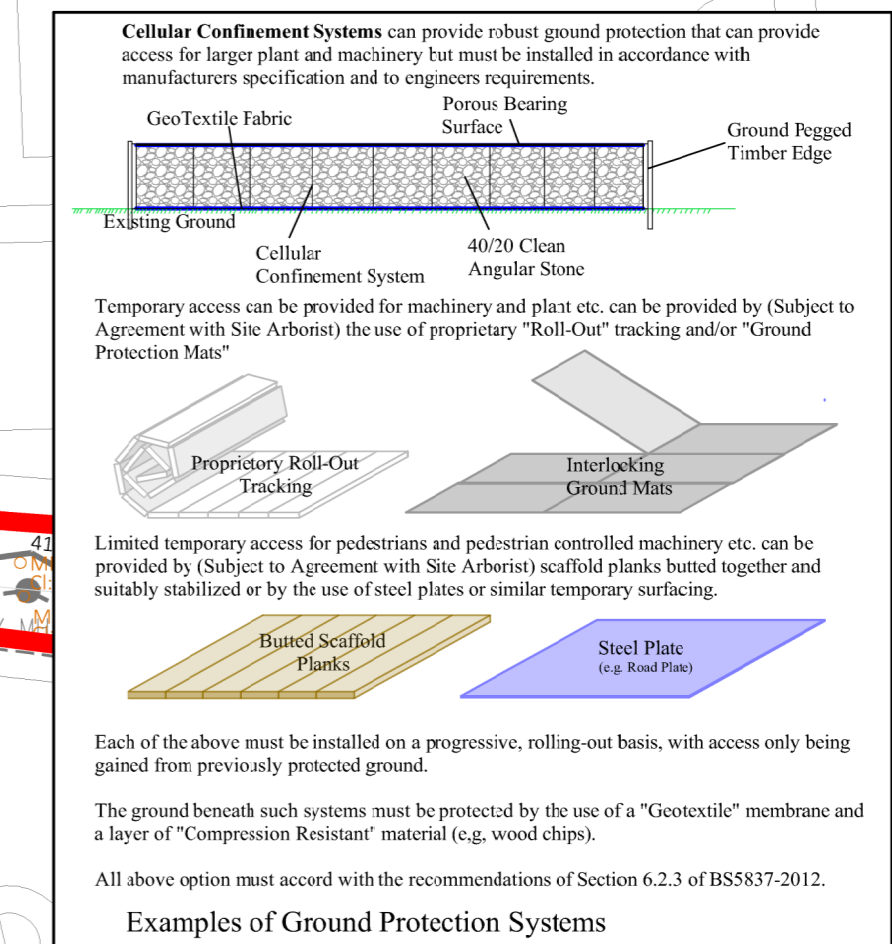 Cellular Confinement Systems can provide robust ground protection that can provide
access for larger plant and machinery but must be installed in accordance with
manufacturers specification and to engineers requirements.
GeoTextile Fabric
Porous Bearing
Surface
Ground Pegged
Timber Edge
Existing Ground
Cellular
Confinement System
40/20 Clean
Angular Stone
Temporary access can be provided for machinery and plant etc. can be provided by (Subject to
Agreement with Site Arborist) the use of proprietary "Roll-Out" tracking and/or "Ground
Protection Mats"
Proprietory Roll-Out
Tracking
Interlocking
Ground Mats
41
Limited temporary access for pedestrians and pedestrian controlled machinery etc. can be
provided by (Subject to Agreement with Site Arborist) scaffold planks butted together and
suitably stabilized or by the use of steel plates or similar temporary surfacing.
Butted Scaffold
Planks
Steel Plate
(e.g. Road Plate)
Each of the above must be installed on a progressive, rolling-out basis, with access only being
gained from previously protected ground.
The ground beneath such systems must be protected by the use of a "Geotextile" membrane and
a layer of "Compression Resistant" material (e,g, wood chips).
All above option must accord with the recommendations of Section 6.2.3 of BS5837-2012.
Examples of Ground Protection Systems